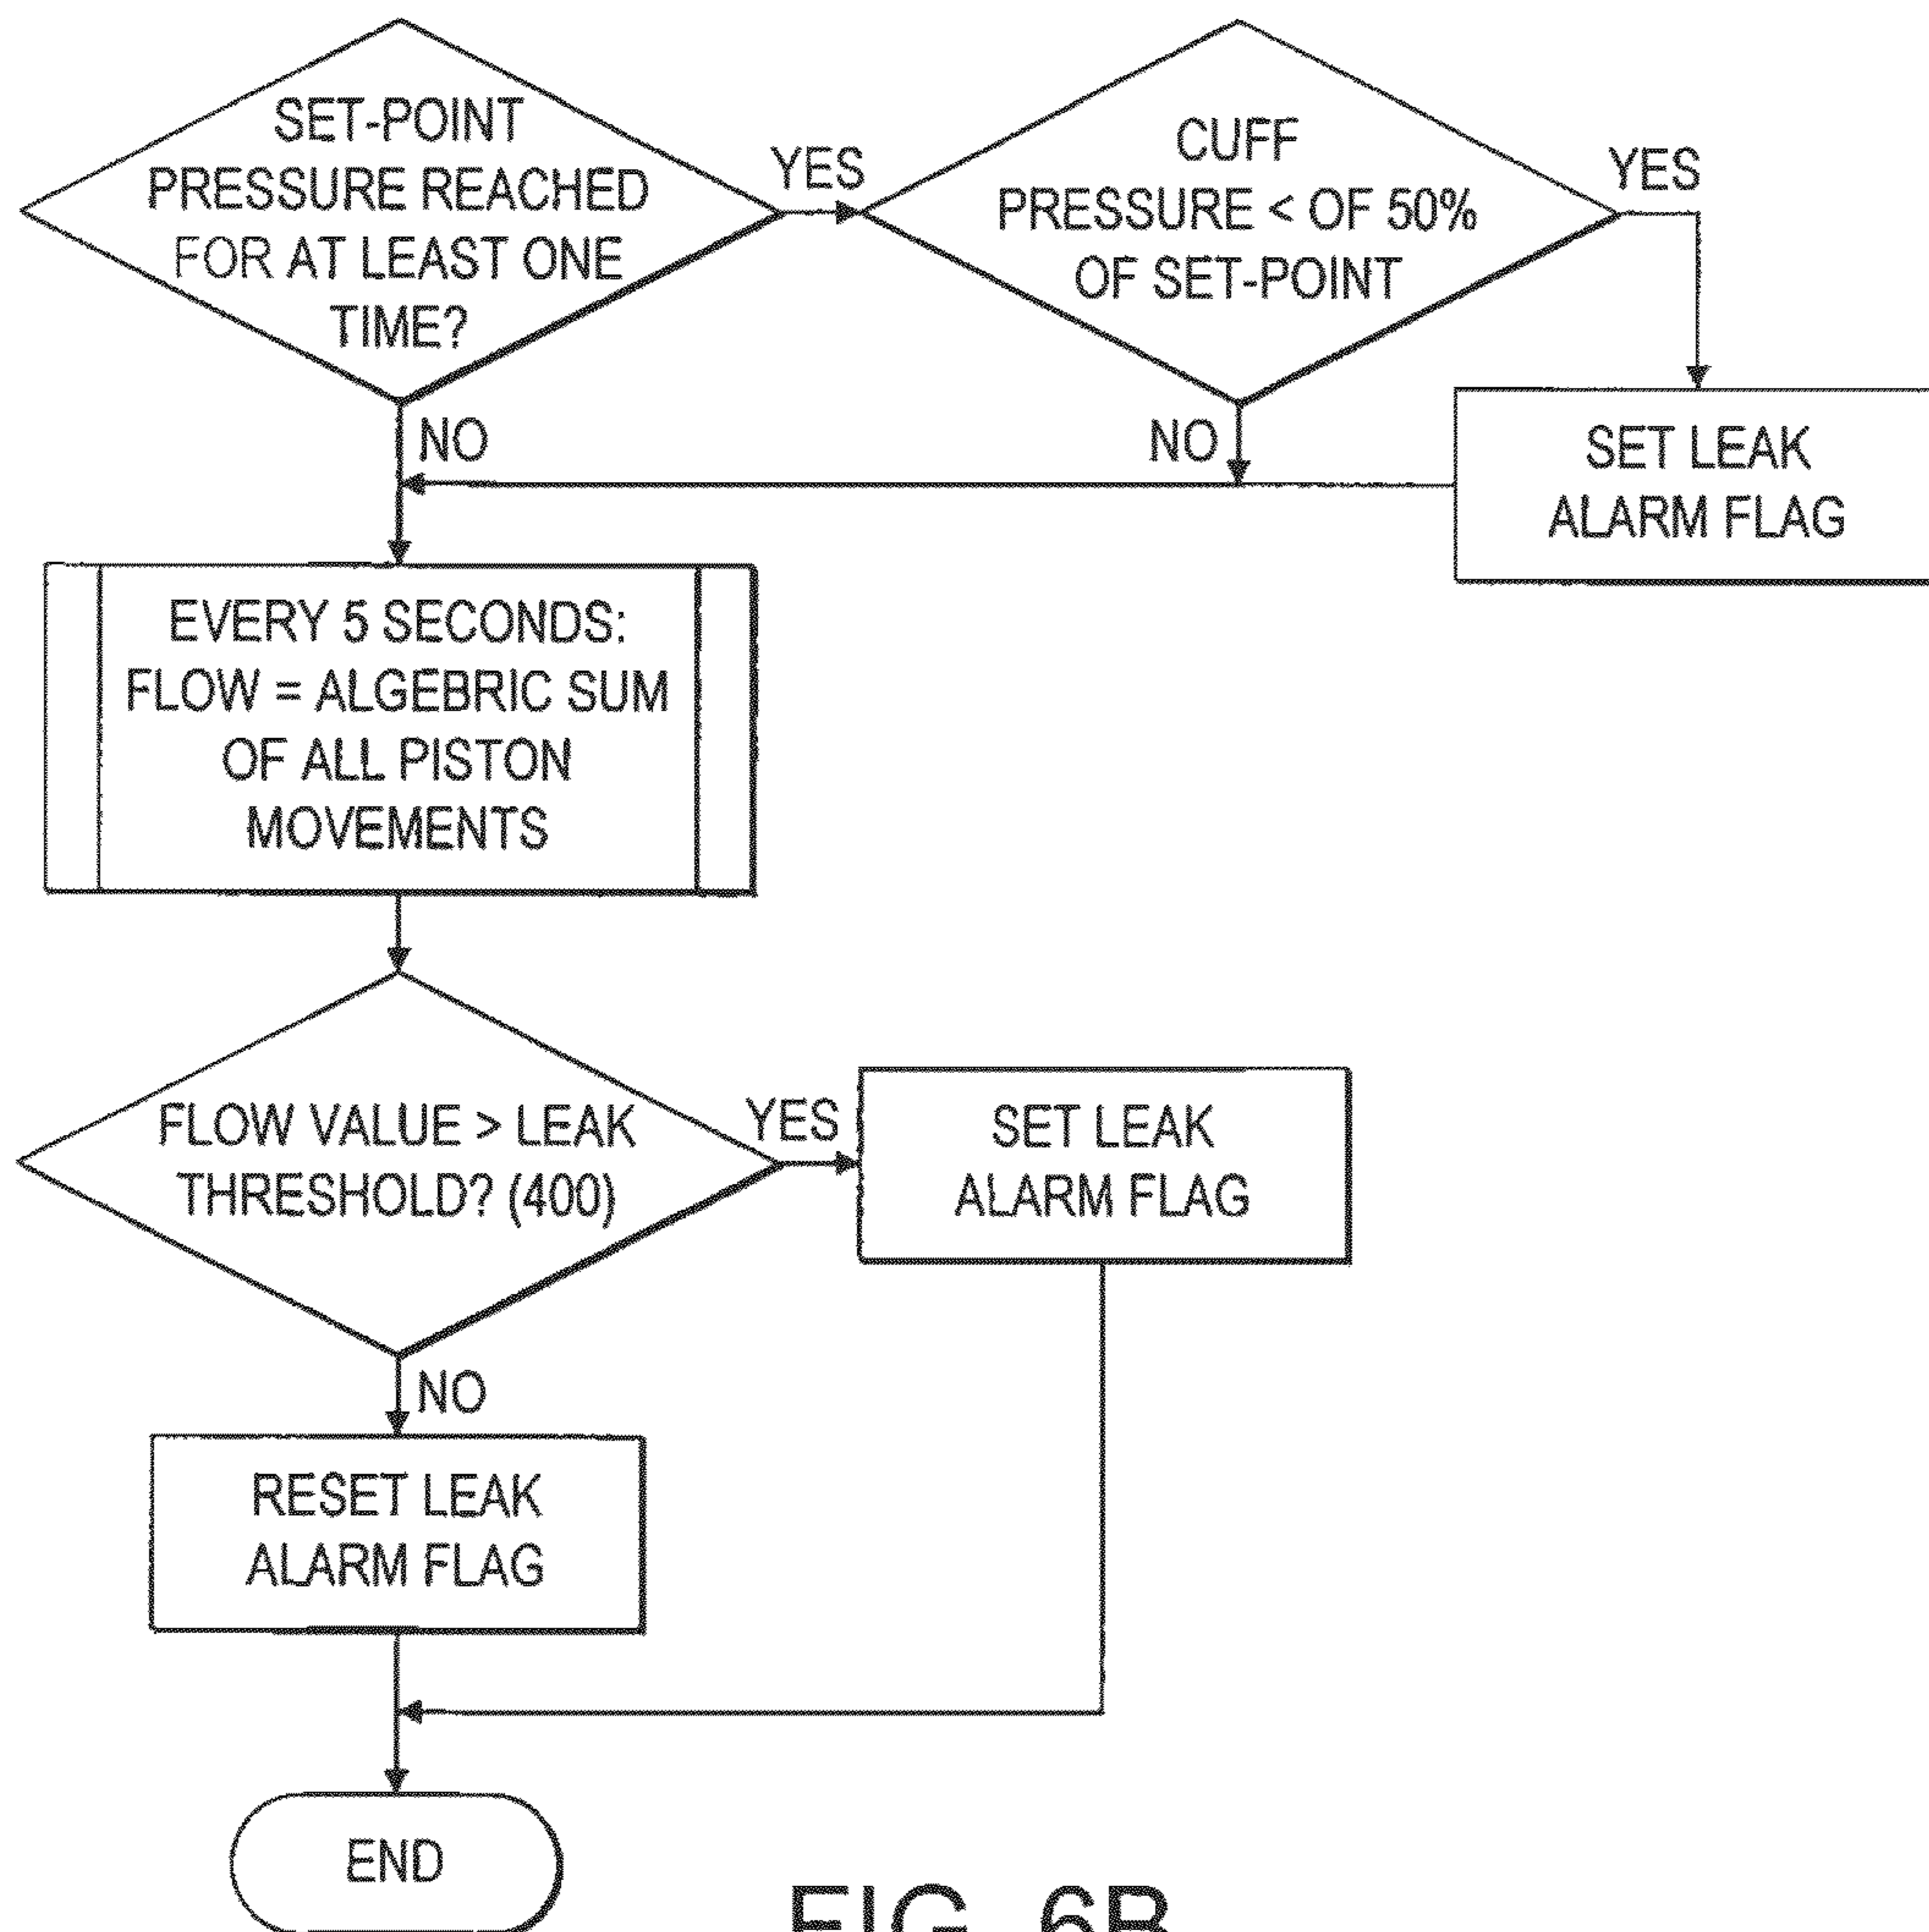 SET-POINT
PRESSURE REACHED
FOR AT LEAST ONE
TIME?
YES
CUFF
PRESSURE < OF 50%
OF SET-POINT
YES
NO
NO
SET LEAK
ALARM FLAG
EVERY 5 SECONDS:
FLOW = ALGEBRIC SUM
OF ALL PISTON
MOVEMENTS
FLOW VALUE > LEAK
THRESHOLD? (400)
YES
SET LEAK
ALARM FLAG
NO
RESET LEAK
ALARM FLAG
END
FIG. 6B